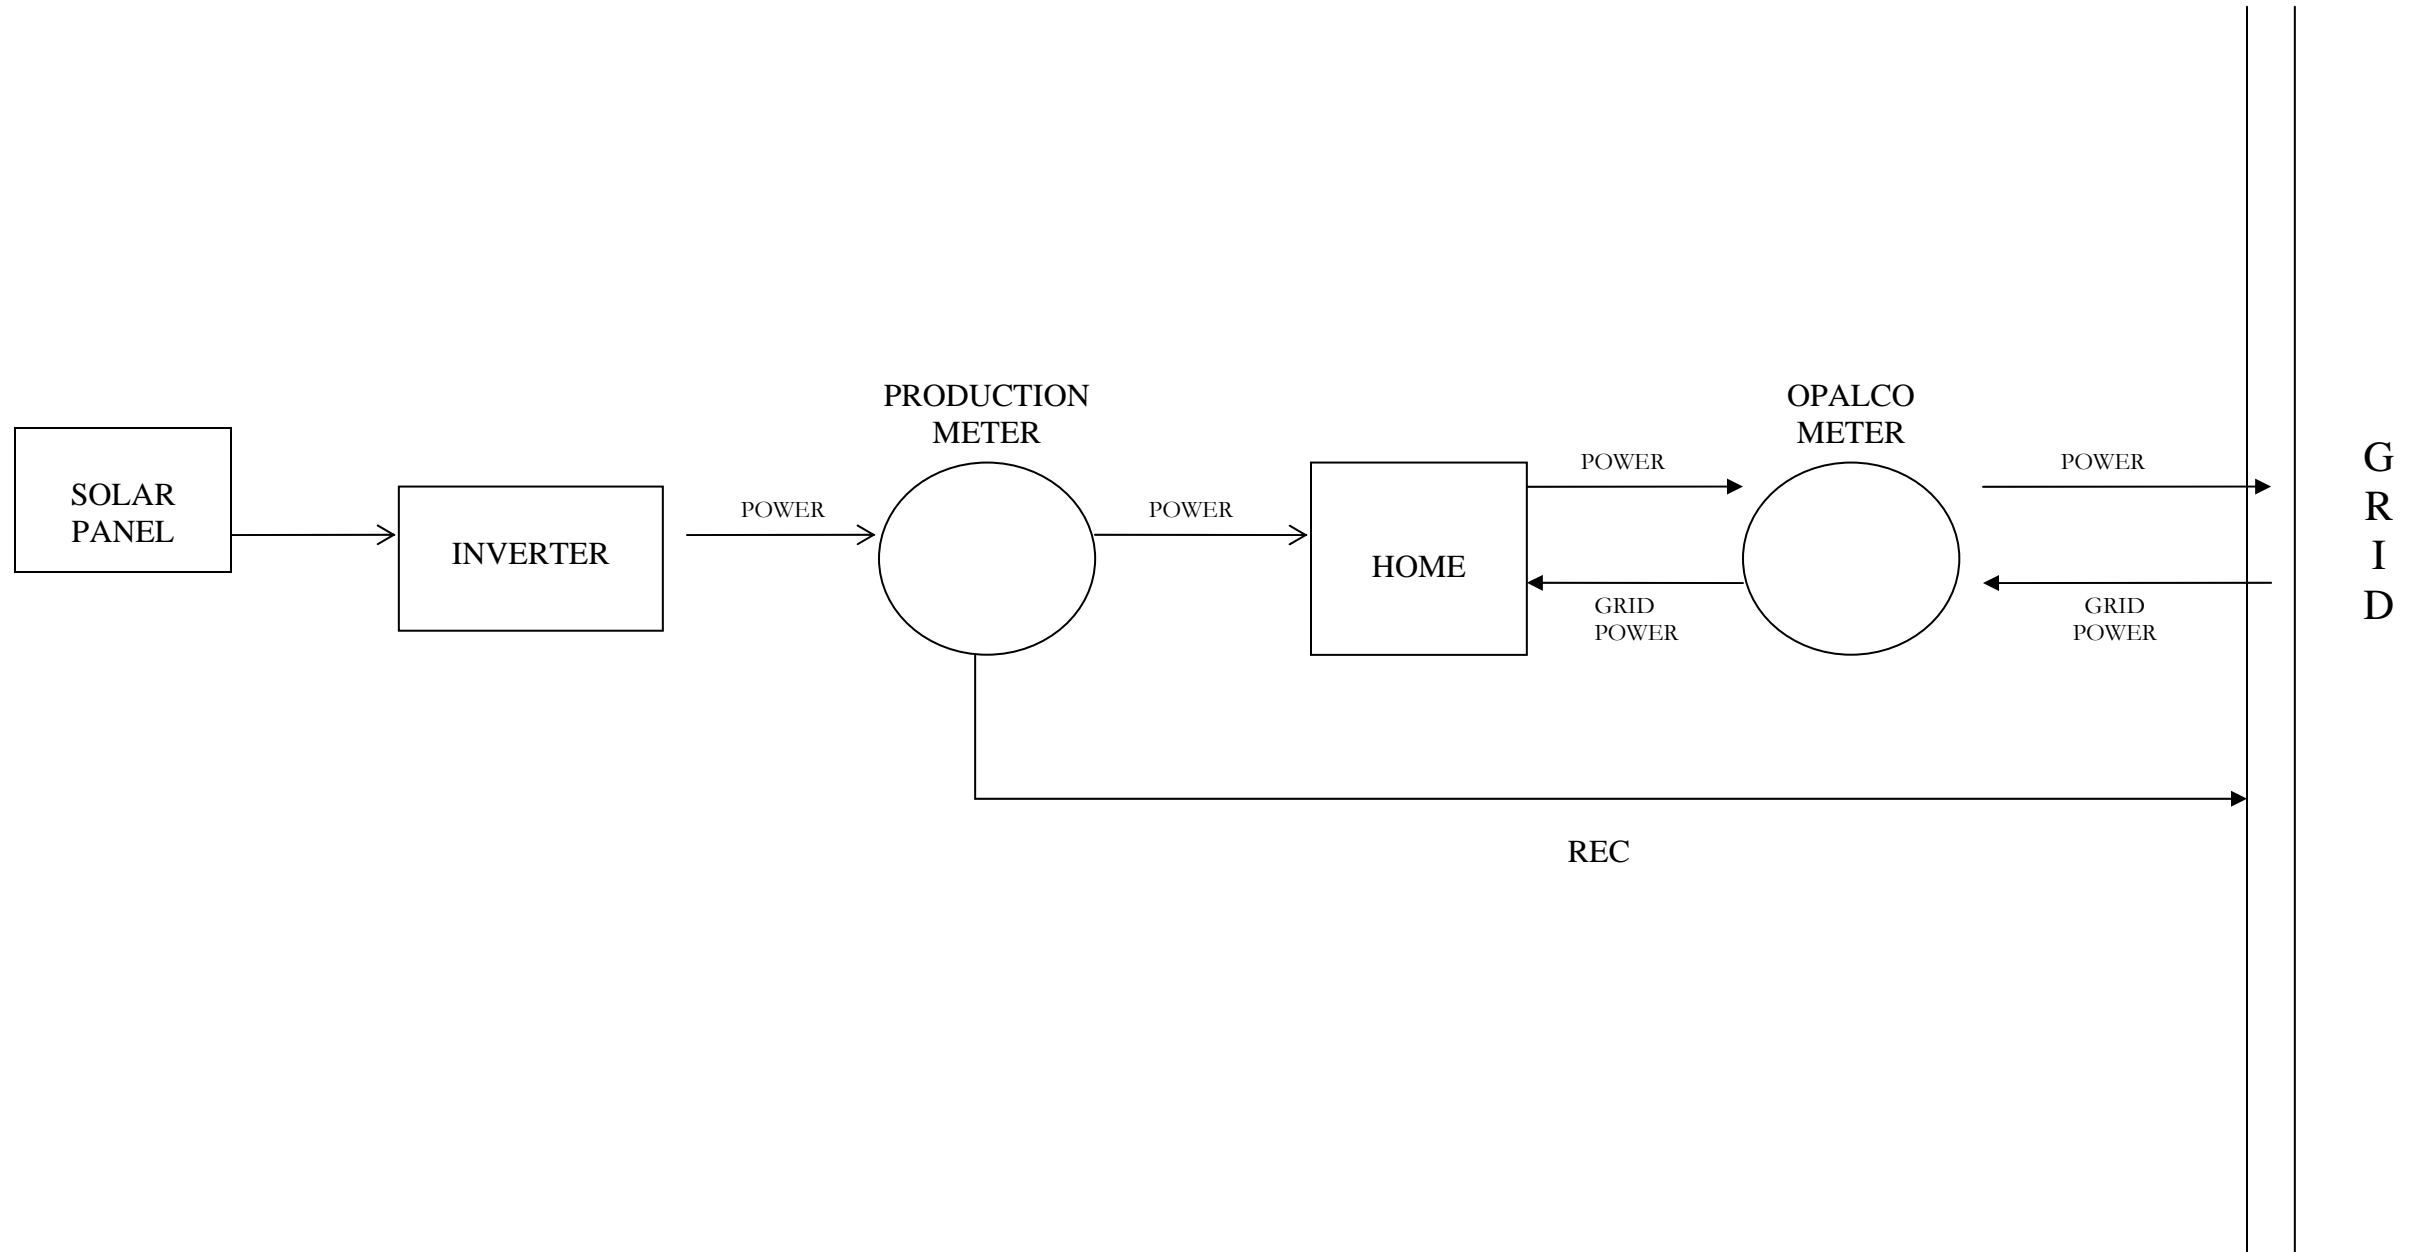 SOLAR
PANEL
INVERTER
POWER
PRODUCTION
METER
POWER
HOME
POWER
GRID
POWER
OPALCO
METER
POWER
GRID
POWER
G
R
I
D
REC